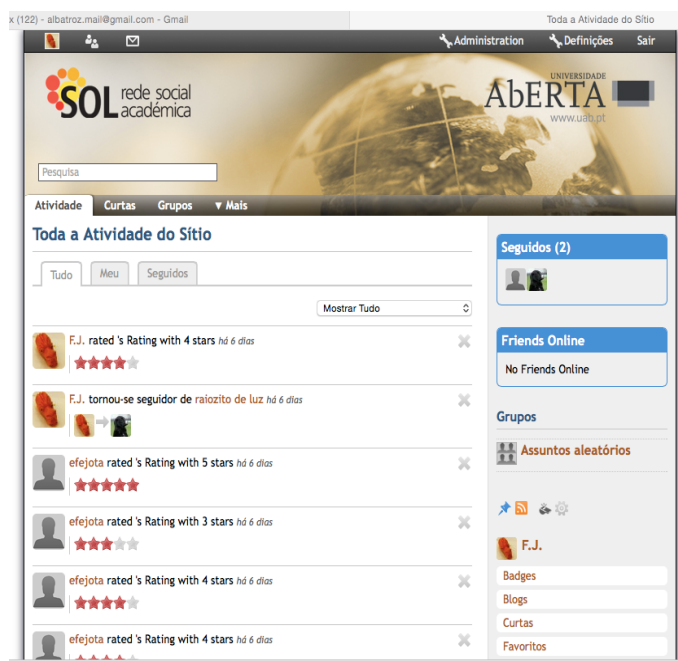 x (122) - albatroz.mail@gmail.com - Gmail
Toda a Atividade do Sítio
Administration Definições Sair
SOL rede social académica
UNIVERSIDADE
AbERTA
www.uab.pt
Pesquisa
Atividade Curtas Grupos ▼ Mais
Toda a Atividade do Sítio
Tudo Meu Seguidos
Mostrar Tudo
F.J. rated 's Rating with 4 stars há 6 dias
F.J. tornou-se seguidor de raiozito de luz há 6 dias
efejota rated 's Rating with 5 stars há 6 dias
efejota rated 's Rating with 3 stars há 6 dias
efejota rated 's Rating with 4 stars há 6 dias
efejota rated 's Rating with 4 stars há 6 dias
Seguidos (2)
Friends Online
No Friends Online
Grupos
Assuntos aleatórios
F.J.
Badges
Blogs
Curtas
Favoritos